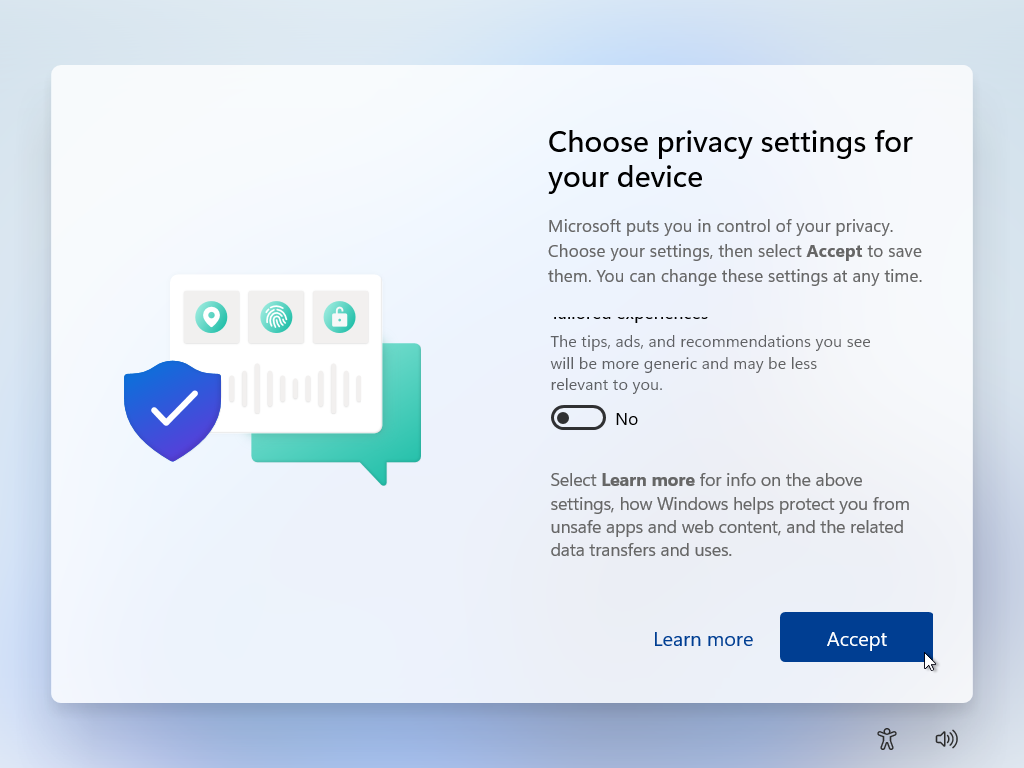 Choose privacy settings for
your device
Microsoft puts you in control of your privacy.
Choose your settings, then select Accept to save
them. You can change these settings at any time.
Tailored experiences
The tips, ads, and recommendations you see
will be more generic and may be less
relevant to you.
No
Select Learn more for info on the above
settings, how Windows helps protect you from
unsafe apps and web content, and the related
data transfers and uses.
Learn more
Accept